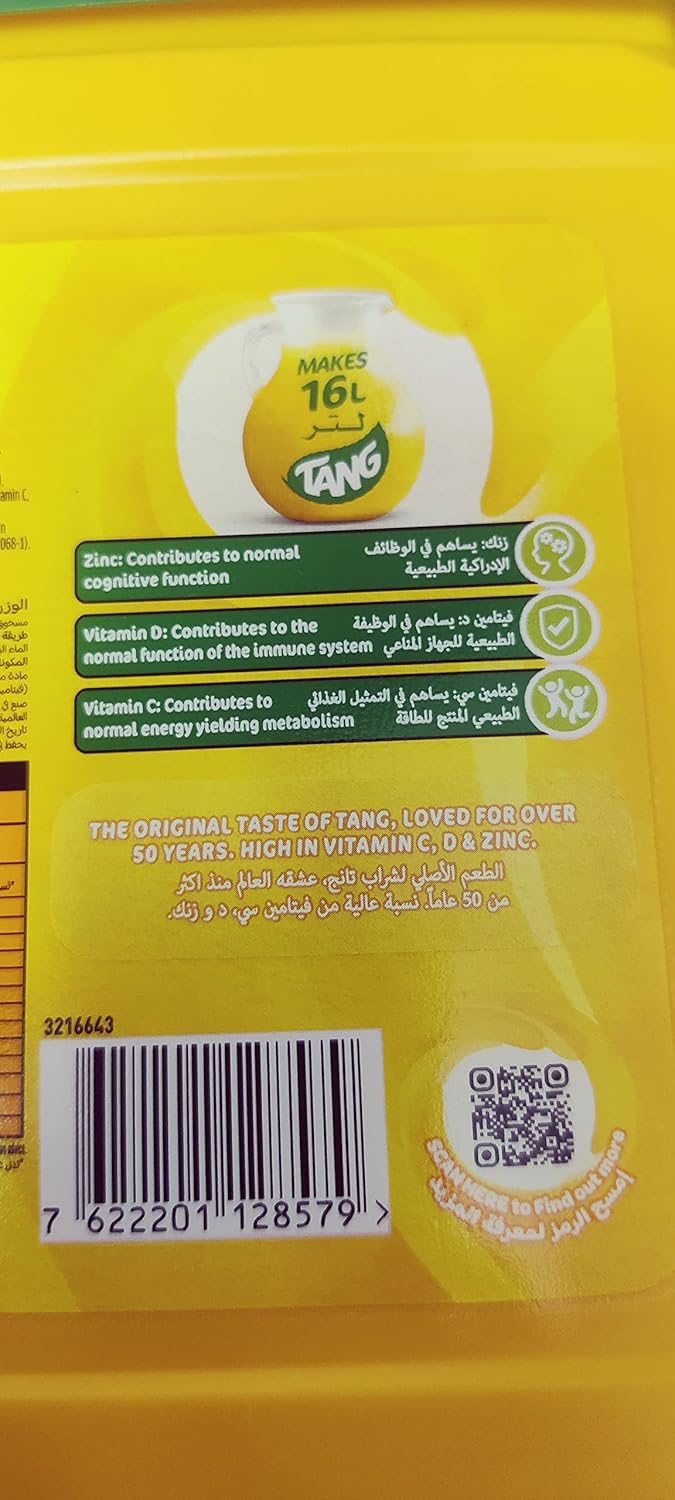 MAKES
16L
لتر
TANG
amin C,
068-1).
Zinc: Contributes to normal
cognitive function
زنك: يساهم في الوظائف
الإدراكية الطبيعية
Vitamin D: Contributes to the
normal function of the immune system
فيتامين د: يساهم في الوظيفة
الطبيعية للجهاز المناعي
Vitamin C: Contributes to
normal energy yielding metabolism
فيتامين سي: يساهم في التمثيل الغذائي
الطبيعي المنتج للطاقة
THE ORIGINAL TASTE OF TANG, LOVED FOR OVER
50 YEARS. HIGH IN VITAMIN C, D & ZINC.
الطعم الأصلي لشراب تانج، عشقه العالم منذ اكثر
من 50 عاماً. نسبة عالية من فيتامين سي، د و زنك.
3216643
7 622201 128579 >
SCAN HERE to Find out more
إمسح الرمز لمعرفة المزيد